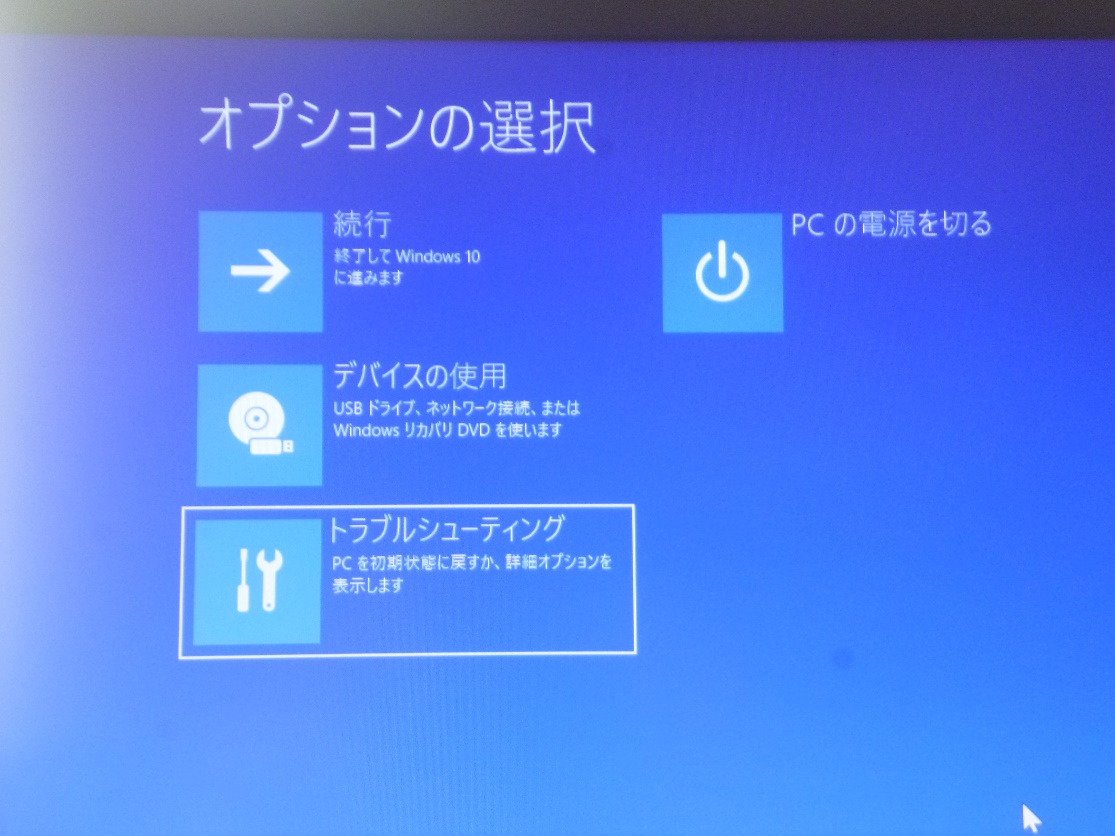 オプションの選択
続行
終了して Windows 10
に進みます
PC の電源を切る
デバイスの使用
USB ドライブ、ネットワーク接続、または
Windows リカバリ DVD を使います
トラブルシューティング
PC を初期状態に戻すか、詳細オプションを
表示します